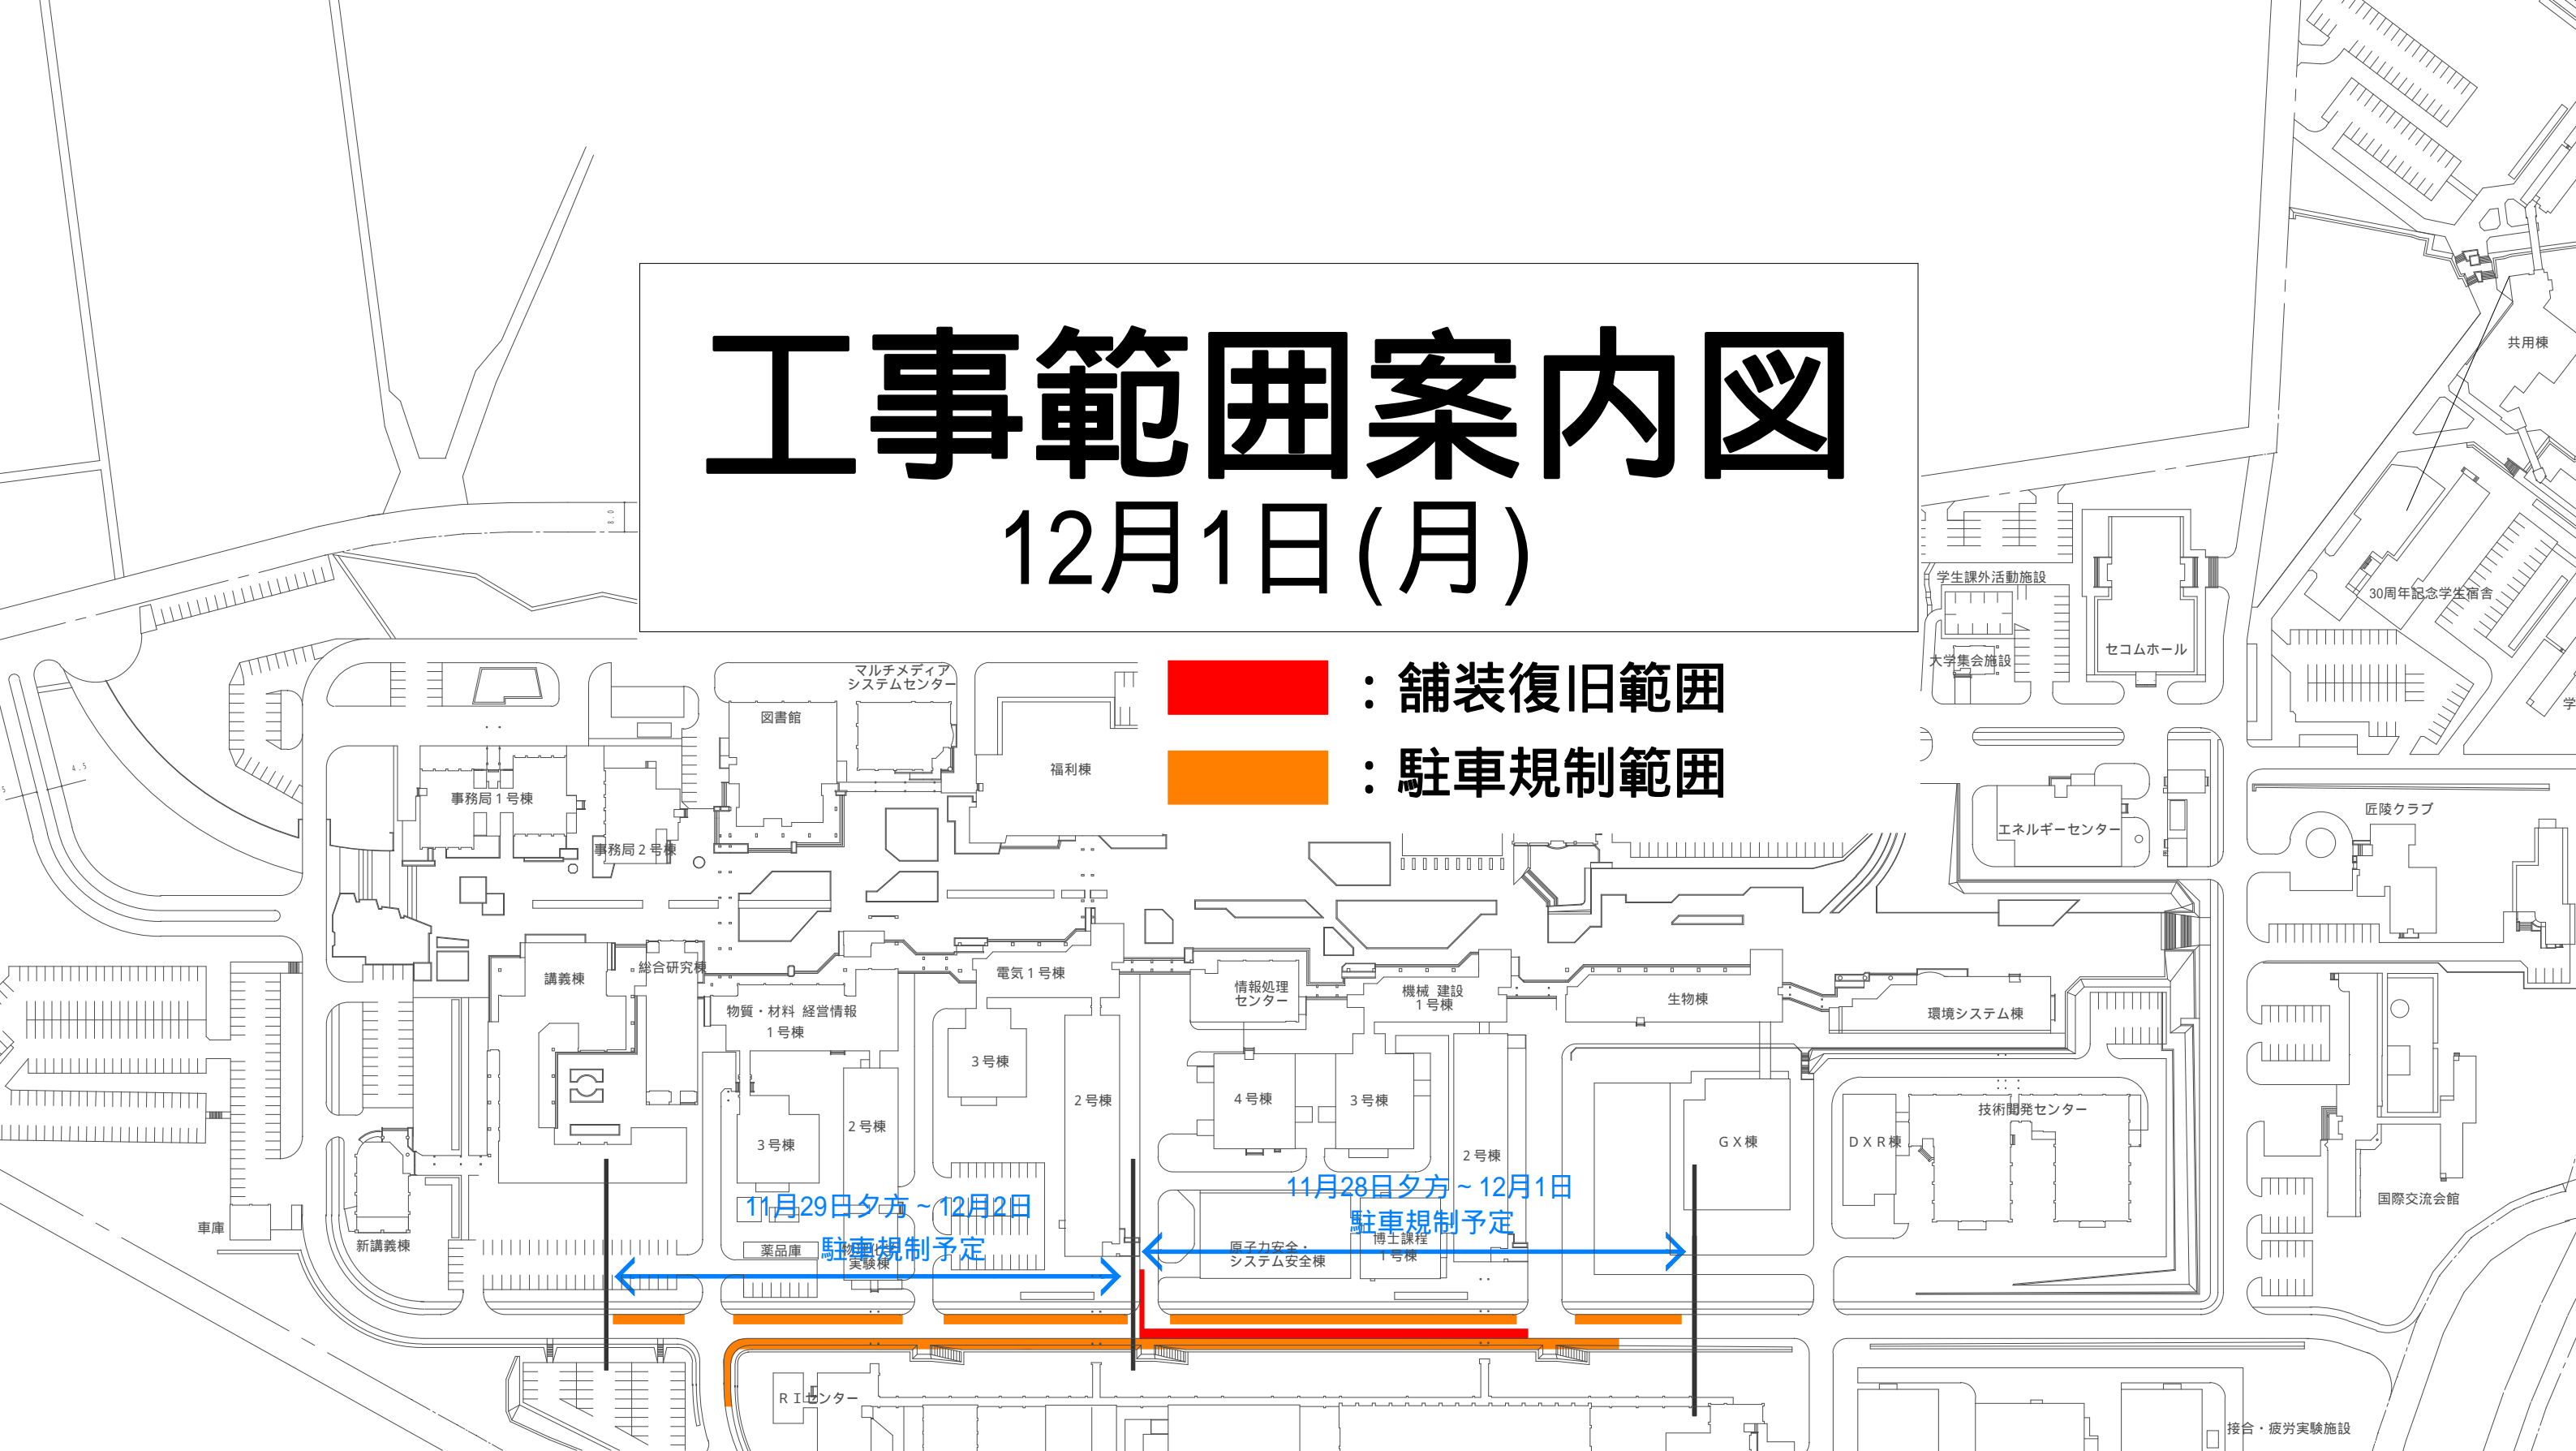 工事範囲案内図
12月1日(月)
：舗装復旧範囲
：駐車規制範囲
共用棟
30周年記念学生宿舎
学生課外活動施設
大学集会施設
セコムホール
マルチメディア
システムセンター
図書館
福利棟
事務局１号棟
事務局２号棟
エネルギーセンター
匠陵クラブ
講義棟
総合研究棟
電気１号棟
物質・材料 経営情報
１号棟
情報処理
センター
機械 建設
１号棟
生物棟
環境システム棟
３号棟
２号棟
４号棟
３号棟
３号棟
２号棟
２号棟
ＧＸ棟
ＤＸＲ棟
技術開発センター
国際交流会館
車庫
新講義棟
11月29日夕方～12月2日
駐車規制予定
11月28日夕方～12月1日
駐車規制予定
薬品庫
実験棟
原子力安全・
システム安全棟
博士課程
１号棟
ＲＩセンター
接合・疲労実験施設
学
8.0
4.5
5